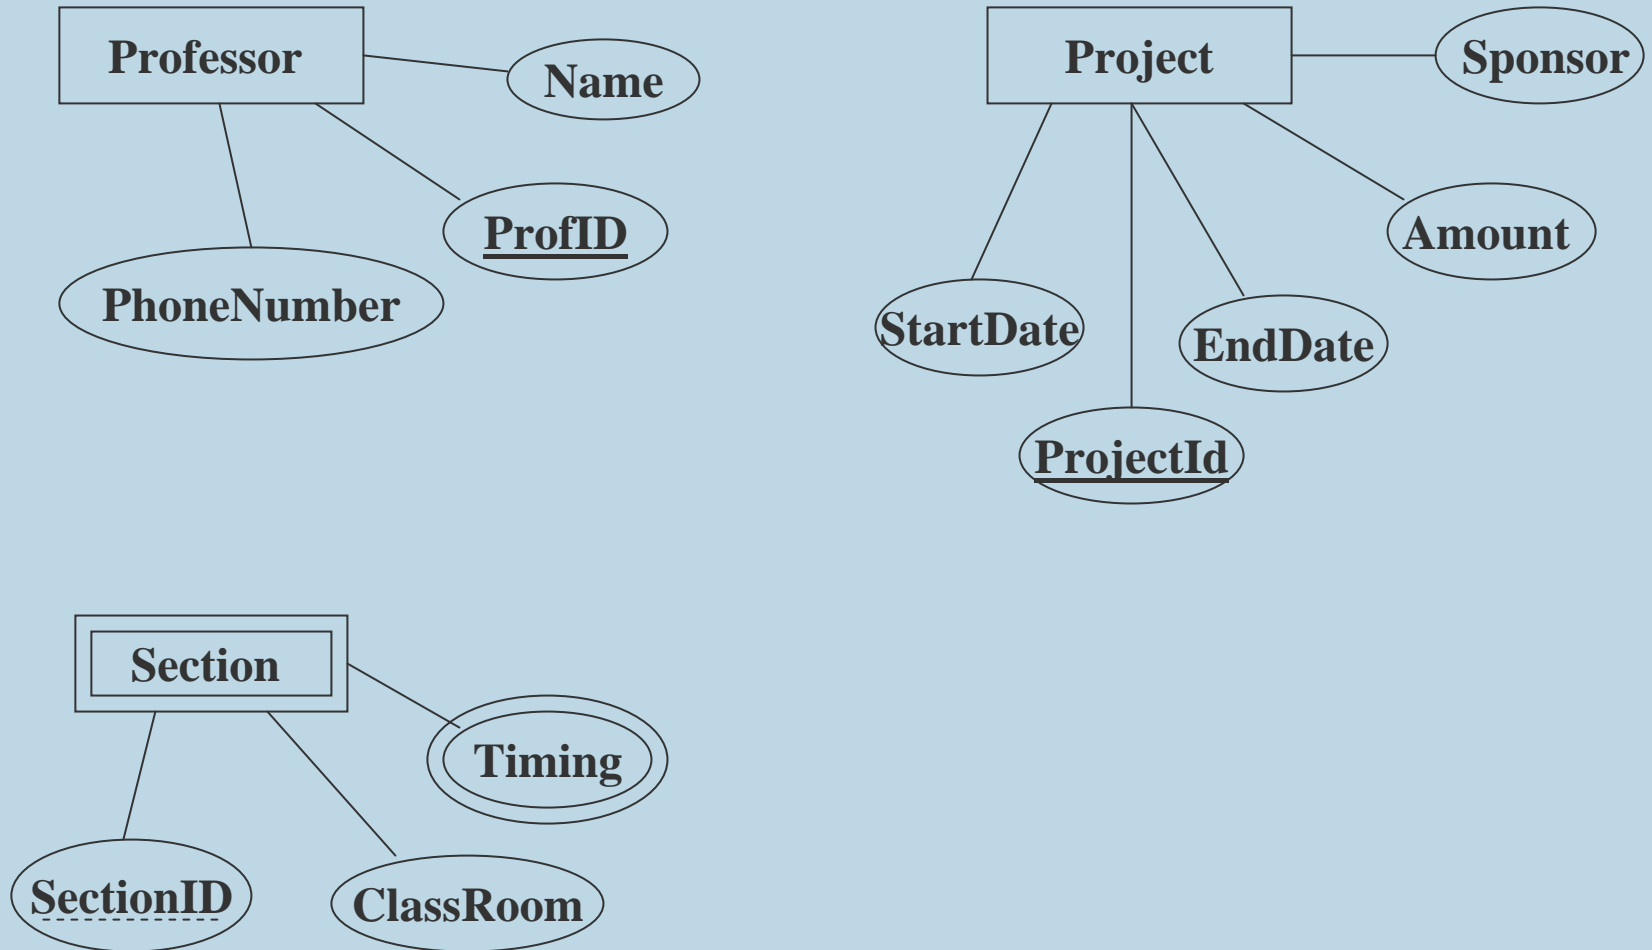 Professor
Name
ProfID
PhoneNumber
Project
Sponsor
Amount
StartDate
EndDate
ProjectId
Section
Timing
SectionID
ClassRoom